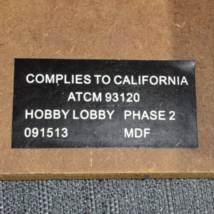 COMPLIES TO CALIFORNIA
ATCM 93120
HOBBY LOBBY PHASE 2
091513 MDF